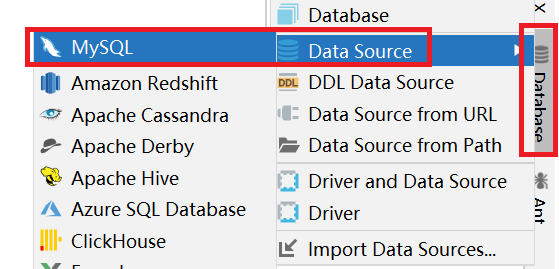 Database
Data Source
DDL Data Source
Data Source from URL
Data Source from Path
Driver and Data Source
Driver
Import Data Sources...
MySQL
Amazon Redshift
Apache Cassandra
Apache Derby
Apache Hive
Azure SQL Database
ClickHouse
Database
Ant